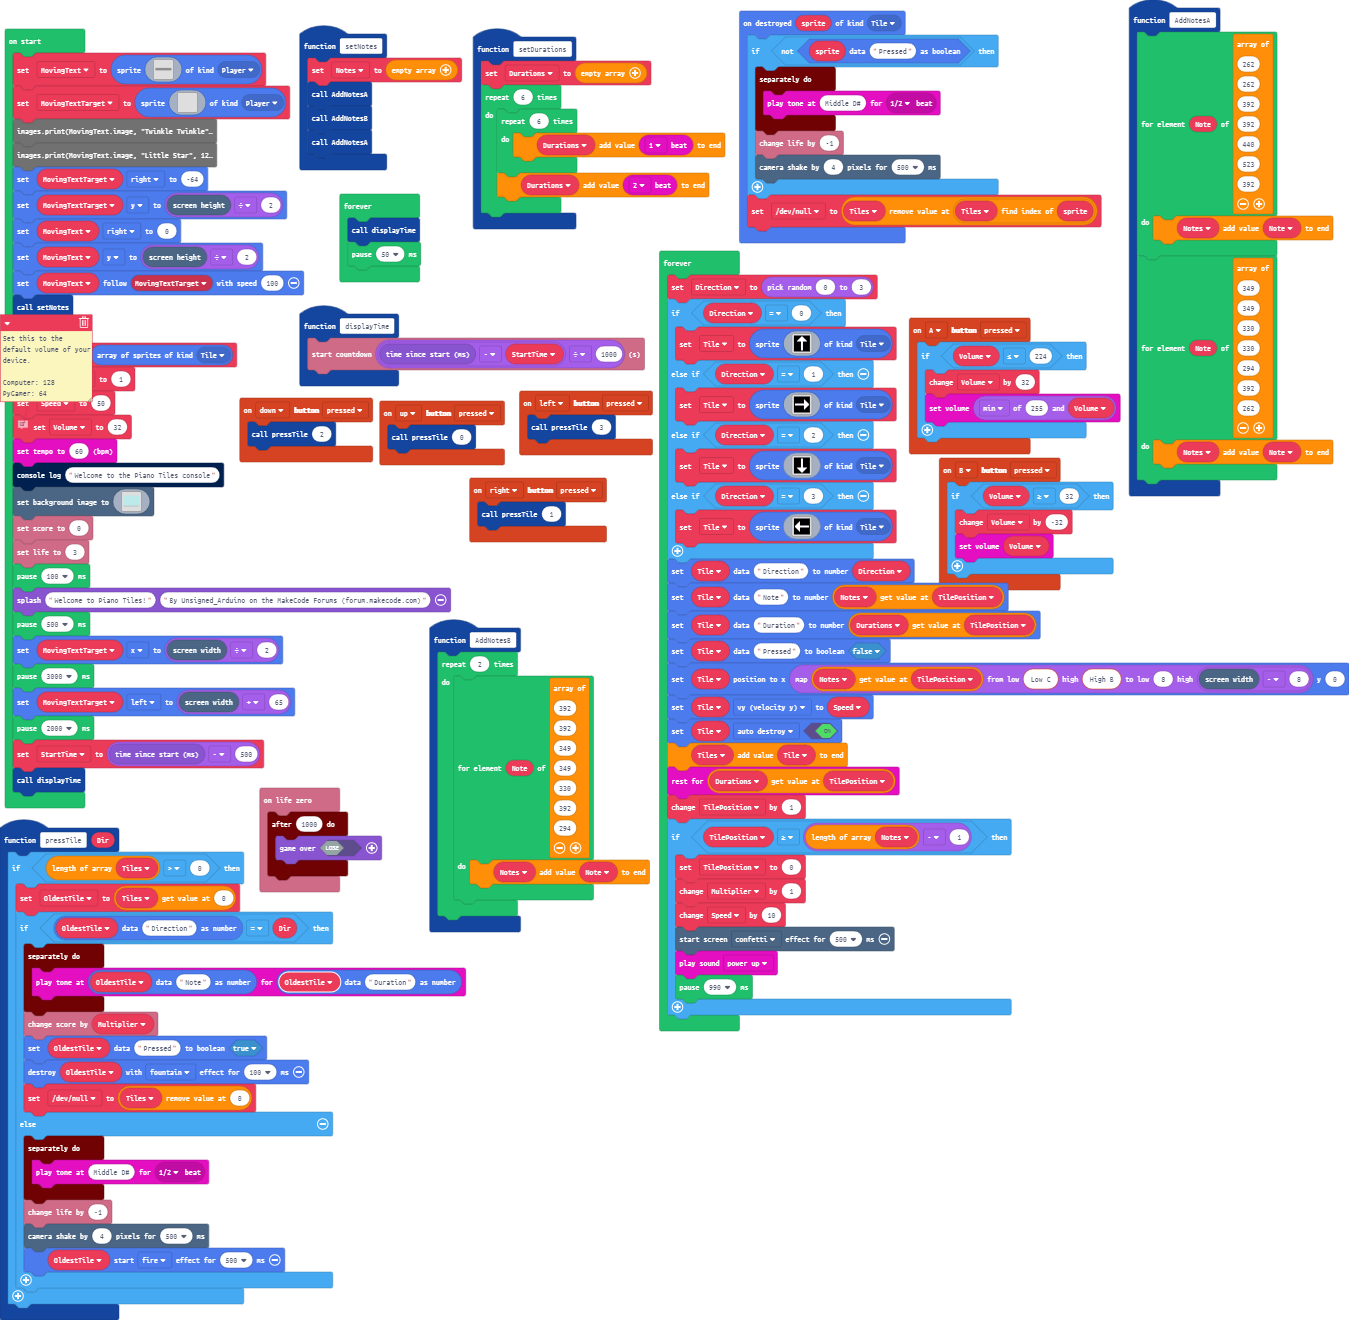 on start
set MovingText to sprite of kind Player
set MovingTextTarget to sprite of kind Player
images.print(MovingText.image, "Twinkle Twinkle"…
images.print(MovingText.image, "Little Star", 12…
set MovingTextTarget right to -64
set MovingTextTarget y to screen height ÷ 2
set MovingText right to 0
set MovingText y to screen height ÷ 2
set MovingText follow MovingTextTarget with speed 100
call setNotes
Set this to the
default volume of your
device.
Computer: 128
PyGamer: 64
array of sprites of kind Tile
to 1
set Speed to 50
set Volume to 32
set tempo to 60 (bpm)
console log "Welcome to the Piano Tiles console"
set background image to
set score to 0
set life to 3
pause 100 ms
splash "Welcome to Piano Tiles!" "By Unsigned_Arduino on the MakeCode Forums (forum.makecode.com)"
pause 500 ms
set MovingTextTarget x to screen width ÷ 2
pause 3000 ms
set MovingTextTarget left to screen width + 65
pause 2000 ms
set StartTime to time since start (ms) - 500
call displayTime
function pressTile Dir
if length of array Tiles > 0 then
set OldestTile to Tiles get value at 0
if OldestTile data "Direction" as number = Dir then
separately do
play tone at OldestTile data "Note" as number for OldestTile data "Duration" as number
change score by Multiplier
set OldestTile data "Pressed" to boolean true
destroy OldestTile with fountain effect for 100 ms
set /dev/null to Tiles remove value at 0
else
separately do
play tone at Middle D# for 1/2 beat
change life by -1
camera shake by 4 pixels for 500 ms
OldestTile start fire effect for 500 ms
function setNotes
set Notes to empty array
call AddNotesA
call AddNotesB
call AddNotesA
forever
call displayTime
pause 50 ms
function displayTime
start countdown time since start (ms) - StartTime ÷ 1000 (s)
on down button pressed
call pressTile 2
on up button pressed
call pressTile 0
on left button pressed
call pressTile 3
on right button pressed
call pressTile 1
on life zero
after 1000 do
game over LOSE
function setDurations
set Durations to empty array
repeat 6 times
do
repeat 6 times
do
Durations add value 1 beat to end
Durations add value 2 beat to end
function AddNotesB
repeat 2 times
do
array of
392
392
349
349
330
392
294
for element Note of
do
Notes add value Note to end
on destroyed sprite of kind Tile
if not sprite data "Pressed" as boolean then
separately do
play tone at Middle D# for 1/2 beat
change life by -1
camera shake by 4 pixels for 500 ms
set /dev/null to Tiles remove value at Tiles find index of sprite
forever
set Direction to pick random 0 to 3
if Direction = 0 then
set Tile to sprite of kind Tile
else if Direction = 1 then
set Tile to sprite of kind Tile
else if Direction = 2 then
set Tile to sprite of kind Tile
else if Direction = 3 then
set Tile to sprite of kind Tile
set Tile data "Direction" to number Direction
set Tile data "Note" to number Notes get value at TilePosition
set Tile data "Duration" to number Durations get value at TilePosition
set Tile data "Pressed" to boolean false
set Tile position to x map Notes get value at TilePosition from low Low C high High B to low 8 high screen width - 8 y 0
set Tile vy (velocity y) to Speed
set Tile auto destroy ON
Tiles add value Tile to end
rest for Durations get value at TilePosition
change TilePosition by 1
if TilePosition ≥ length of array Notes - 1 then
set TilePosition to 0
change Multiplier by 1
change Speed by 10
start screen confetti effect for 500 ms
play sound power up
pause 990 ms
on A button pressed
if Volume ≤ 224 then
change Volume by 32
set volume min of 255 and Volume
on B button pressed
if Volume ≥ 32 then
change Volume by -32
set volume Volume
function AddNotesA
array of
262
262
392
392
440
523
392
for element Note of
do
Notes add value Note to end
array of
349
349
330
330
294
392
262
for element Note of
do
Notes add value Note to end